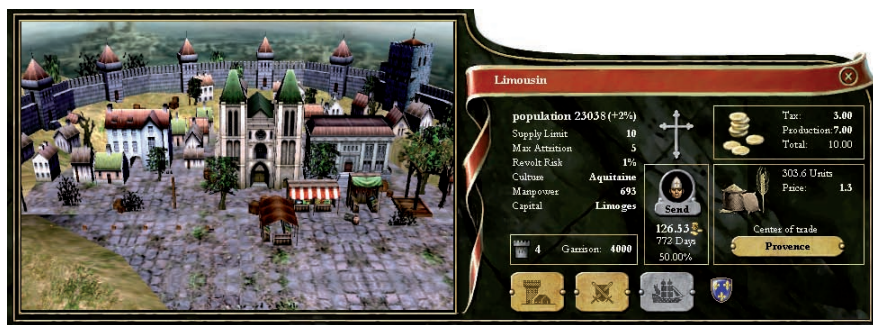 Limousin
population 23038 (+2%)
Supply Limit 10
Max Attrition 5
Revolt Risk 1%
Culture Aquitaine
Manpower 693
Capital Limoges
4 Garrison: 4000
Send
126.53
772 Days
50.00%
Tax: 3.00
Production: 7.00
Total: 10.00
303.6 Units
Price: 1.3
Center of trade
Provence